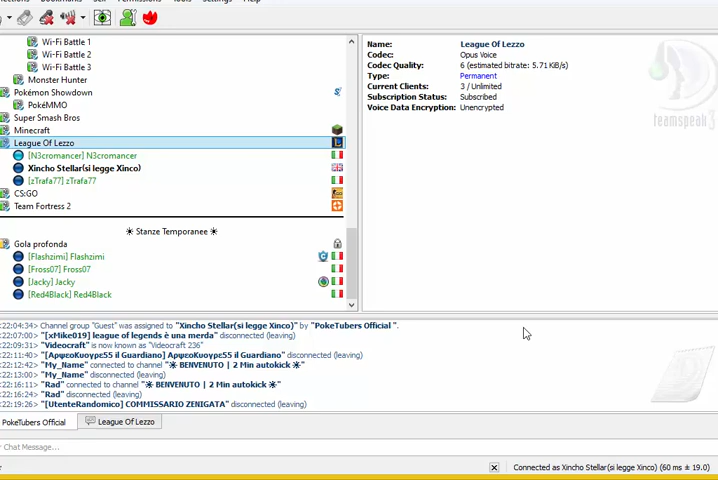 Wi-Fi Battle 1
Wi-Fi Battle 2
Wi-Fi Battle 3
Monster Hunter
Pokémon Showdown
PokéMMO
Super Smash Bros
Minecraft
League Of Lezzo
[N3cromancer] N3cromancer
Xincho Stellar(si legge Xinco)
[zTrafa77] zTrafa77
CS:GO
Team Fortress 2
☀ Stanze Temporanee ☀
Gola profonda
[Flashzimi] Flashzimi
[Fross07] Fross07
[Jacky] Jacky
[Red4Black] Red4Black
Name: League Of Lezzo
Codec: Opus Voice
Codec Quality: 6 (estimated bitrate: 5.71 KiB/s)
Type: Permanent
Current Clients: 3 / Unlimited
Subscription Status: Subscribed
Voice Data Encryption: Unencrypted
teamspeak3
:22:04:34> Channel group "Guest" was assigned to "Xincho Stellar(si legge Xinco)" by "PokeTubers Official ".
:22:07:00> "[xMike019] league of legends è una merda" disconnected (leaving)
:22:09:31> "Videocraft" is now known as "Videocraft 236"
:22:11:40> "[АрψеоКυογρε55 il Guardiano] АрψеоКυογρε55 il Guardiano" disconnected (leaving)
:22:12:42> "My_Name" connected to channel "☀ BENVENUTO | 2 Min autokick ☀"
:22:13:00> "My_Name" disconnected (leaving)
:22:16:11> "Rad" connected to channel "☀ BENVENUTO | 2 Min autokick ☀"
:22:16:24> "Rad" disconnected (leaving)
:22:19:26> "[UtenteRandomico] COMMISSARIO ZENIGATA" disconnected (leaving)
PokeTubers Official
League Of Lezzo
Chat Message...
Connected as Xincho Stellar(si legge Xinco) (60 ms ± 19.0)